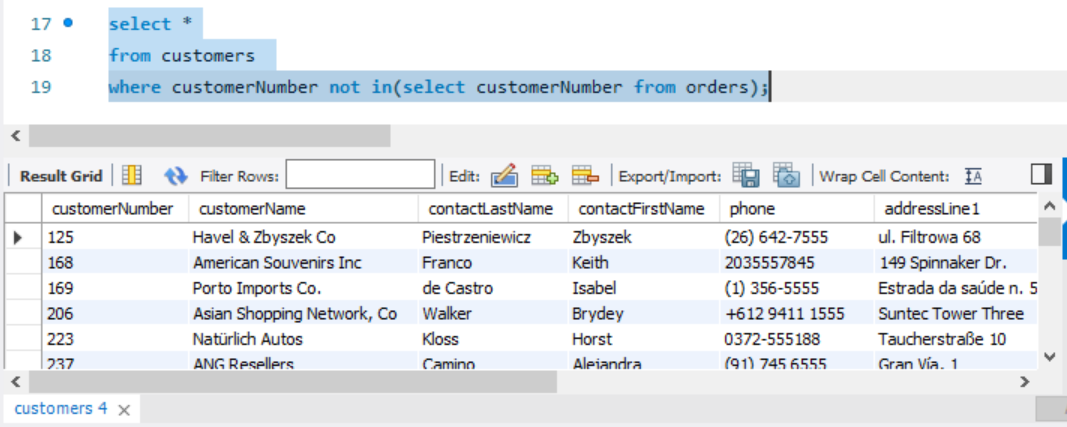 17 select *
18 from customers
19 where customerNumber not in(select customerNumber from orders);
Result Grid Filter Rows: Edit: Export/Import: Wrap Cell Content: IA
customerNumber customerName contactLastName contactFirstName phone addressLine1
125 Havel & Zbyszek Co Piestrzeniewicz Zbyszek (26) 642-7555 ul. Filtrowa 68
168 American Souvenirs Inc Franco Keith 2035557845 149 Spinnaker Dr.
169 Porto Imports Co. de Castro Isabel (1) 356-5555 Estrada da saúde n. 5
206 Asian Shopping Network, Co Walker Brydey +612 9411 1555 Suntec Tower Three
223 Natürlich Autos Kloss Horst 0372-555188 Taucherstraße 10
237 ANG Resellers Camino Alejandra (91) 745 6555 Gran Vía, 1
customers 4